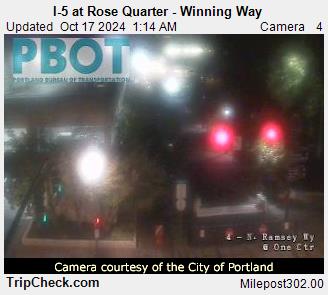 I-5 at Rose Quarter - Winning Way
Updated Oct 17 2024 1:14 AM Camera 4
PBOT
PORTLAND BUREAU OF TRANSPORTATION
4 - N. Ramsey Wy
@ One Ctr
Camera courtesy of the City of Portland
TripCheck.com Milepost302.00